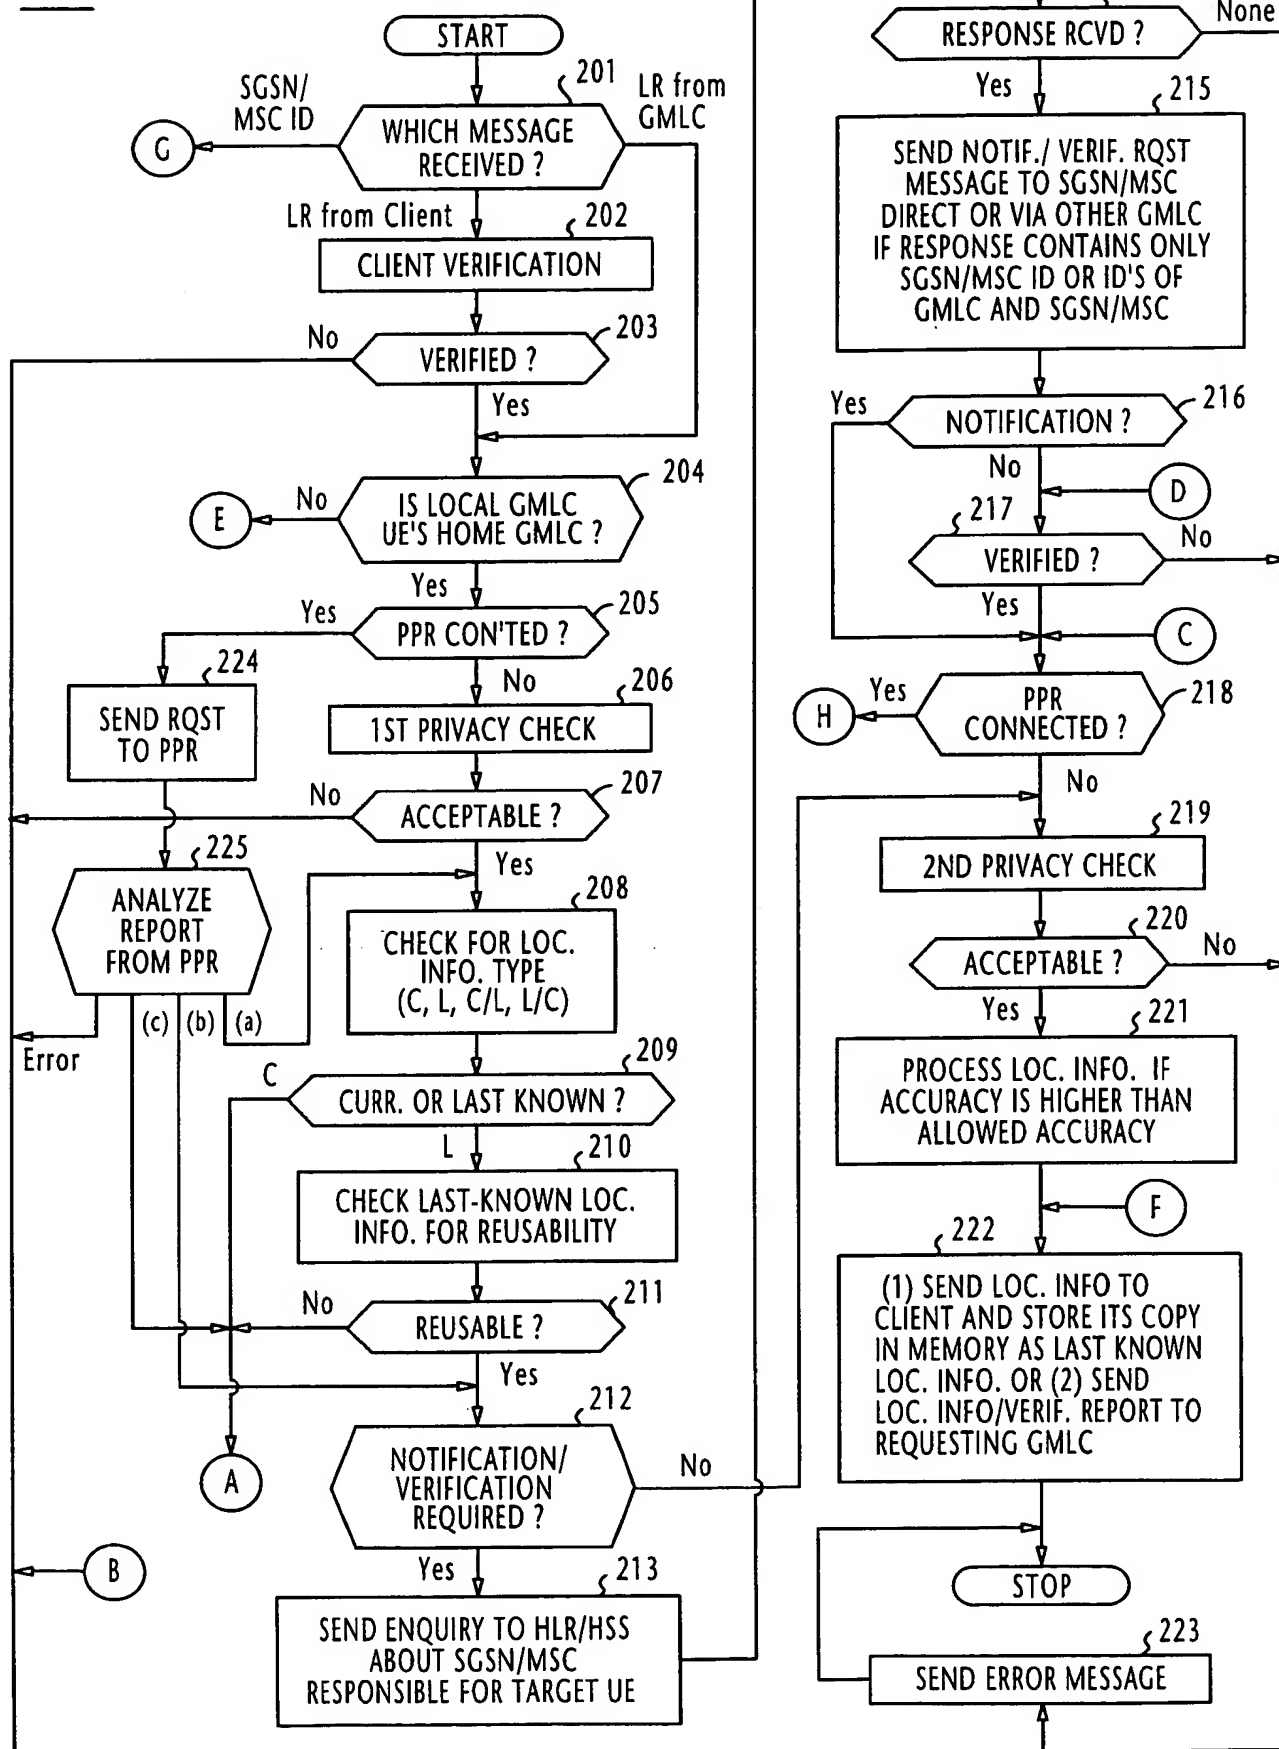 START
201
SGSN/
MSC ID
LR from
GMLC
WHICH MESSAGE
RECEIVED ?
G
LR from Client
202
CLIENT VERIFICATION
203
No
VERIFIED ?
Yes
204
E
No
IS LOCAL GMLC
UE'S HOME GMLC ?
Yes
205
Yes
PPR CON'TED ?
224
No
206
SEND RQST
TO PPR
1ST PRIVACY CHECK
207
No
ACCEPTABLE ?
225
Yes
ANALYZE
REPORT
FROM PPR
208
CHECK FOR LOC.
INFO. TYPE
(C, L, C/L, L/C)
(c)
(b)
(a)
Error
209
C
CURR. OR LAST KNOWN ?
L
210
CHECK LAST-KNOWN LOC.
INFO. FOR REUSABILITY
211
No
REUSABLE ?
Yes
212
A
NOTIFICATION/
VERIFICATION
REQUIRED ?
No
B
Yes
213
SEND ENQUIRY TO HLR/HSS
ABOUT SGSN/MSC
RESPONSIBLE FOR TARGET UE
None
RESPONSE RCVD ?
Yes
215
SEND NOTIF./ VERIF. RQST
MESSAGE TO SGSN/MSC
DIRECT OR VIA OTHER GMLC
IF RESPONSE CONTAINS ONLY
SGSN/MSC ID OR ID'S OF
GMLC AND SGSN/MSC
216
Yes
NOTIFICATION ?
No
D
217
VERIFIED ?
No
Yes
C
218
H
Yes
PPR
CONNECTED ?
No
219
2ND PRIVACY CHECK
220
ACCEPTABLE ?
No
Yes
221
PROCESS LOC. INFO. IF
ACCURACY IS HIGHER THAN
ALLOWED ACCURACY
F
222
(1) SEND LOC. INFO TO
CLIENT AND STORE ITS COPY
IN MEMORY AS LAST KNOWN
LOC. INFO. OR (2) SEND
LOC. INFO/VERIF. REPORT TO
REQUESTING GMLC
STOP
223
SEND ERROR MESSAGE